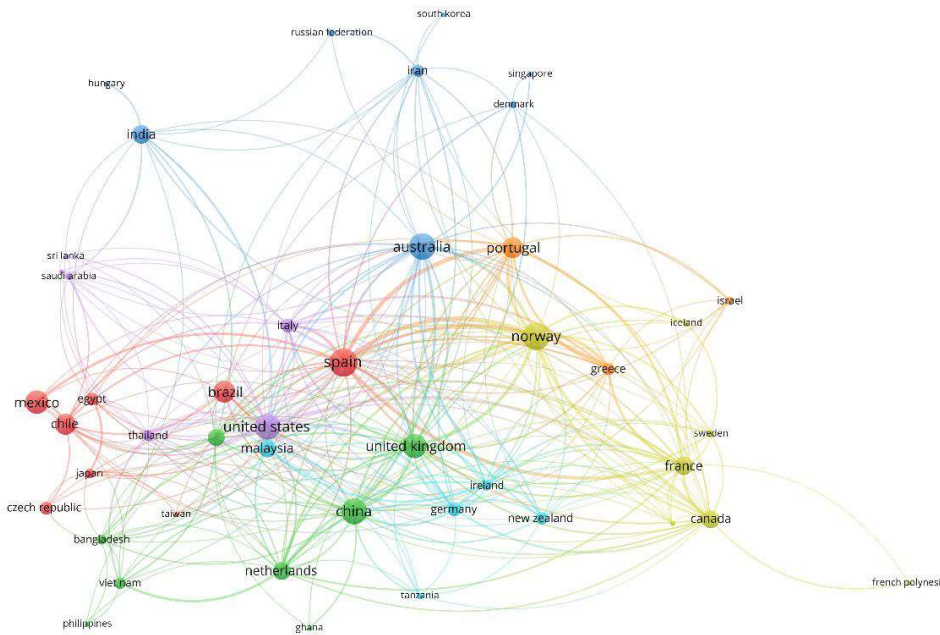 south korea
russian federation
iran
singapore
hungary
denmark
india
australia
portugal
sri lanka
saudi arabia
israel
italy
iceland
norway
spain
greece
brazil
mexico
egypt
chile
united states
thailand
sweden
malaysia
united kingdom
france
japan
ireland
czech republic
taiwan
china
germany
new zealand
canada
bangladesh
netherlands
viet nam
french polynesi
tanzania
philippines
ghana